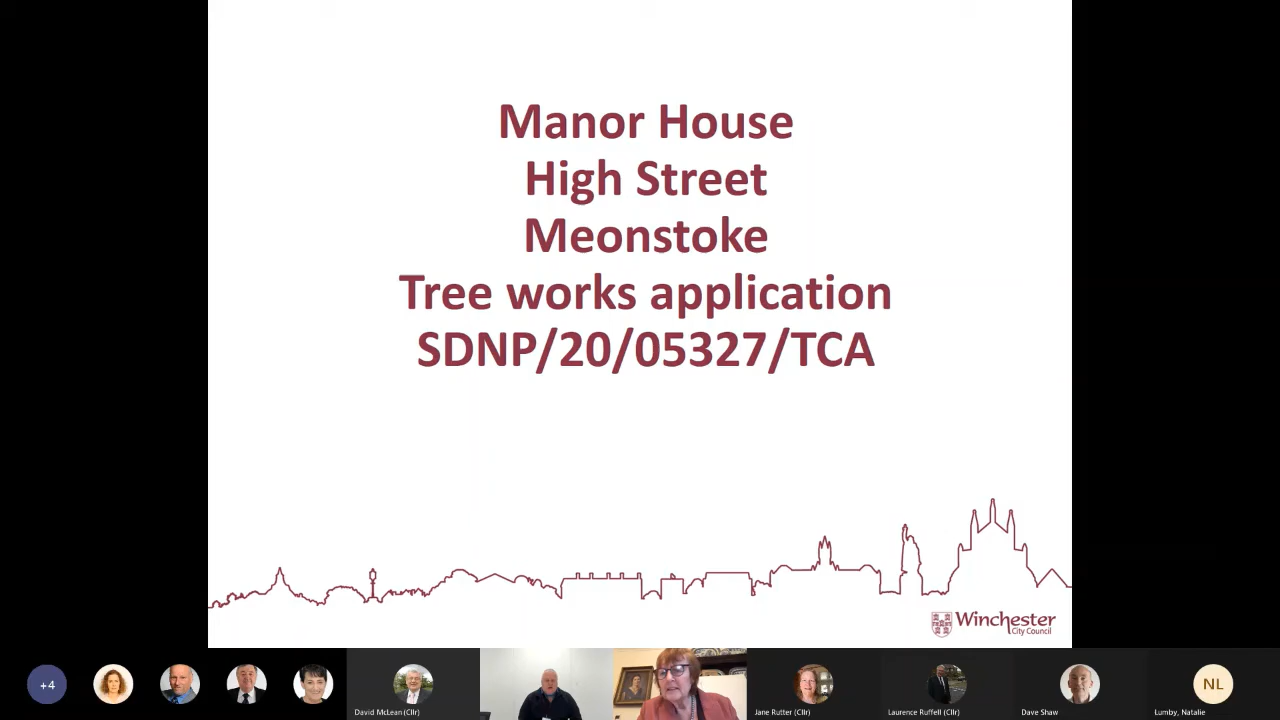 Manor House
High Street
Meonstoke
Tree works application
SDNP/20/05327/TCA
Winchester
City Council
+4
David McLean (Cllr)
Jane Rutter (Cllr)
Laurence Ruffell (Cllr)
Dave Shaw
NL
Lumby, Natalie